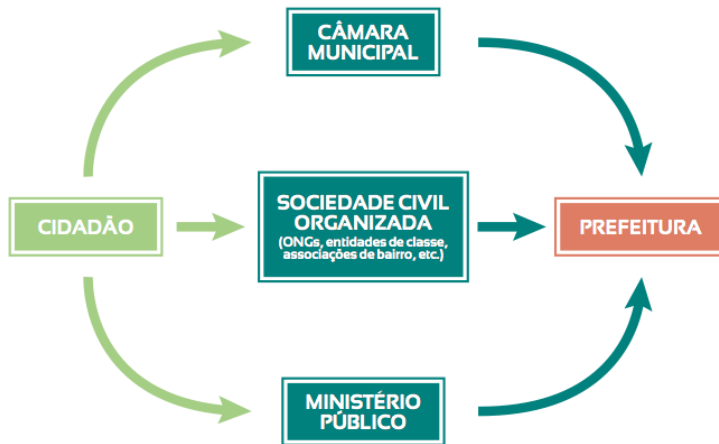 CÂMARA
MUNICIPAL
CIDADÃO
SOCIEDADE CIVIL
ORGANIZADA
(ONGs, entidades de classe,
associações de bairro, etc.)
PREFEITURA
MINISTÉRIO
PÚBLICO